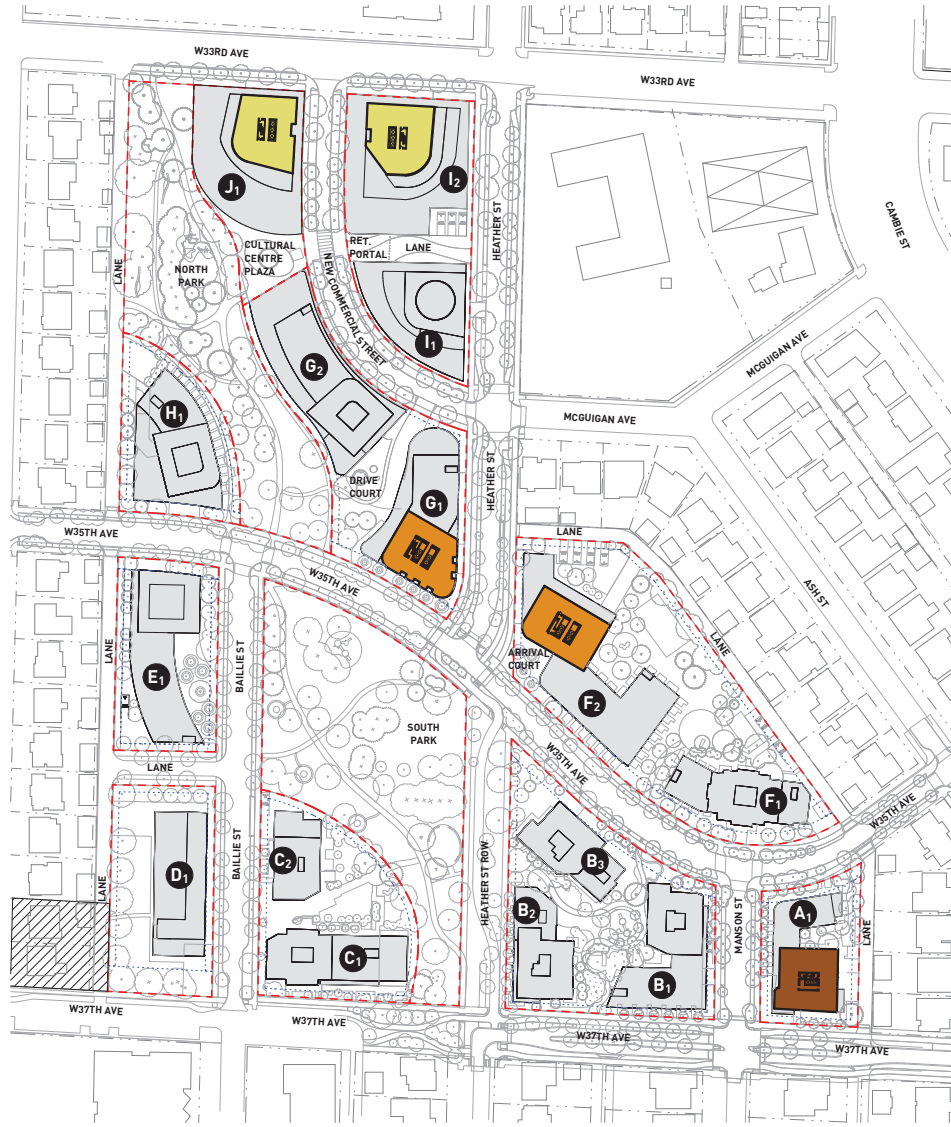 W33RD AVE
W33RD AVE
J1
I2
HEATHER ST
CAMBIE ST
CULTURAL
CENTRE
PLAZA
RET.
PORTAL
LANE
NORTH
PARK
LANE
NEW COMMERCIAL STREET
I1
G2
MCGUIGAN AVE
MCGUIGAN AVE
H1
DRIVE
COURT
G1
HEATHER ST
W35TH AVE
LANE
W35TH AVE
ASH ST
LANE
ARRIVAL
COURT
LANE
BAILLIE ST
E1
F2
SOUTH
PARK
W35TH AVE
LANE
F1
W35TH AVE
BAILLIE ST
C2
B3
HEATHER ST ROW
D1
LANE
B2
A1
MANSON ST
LANE
C1
B1
W37TH AVE
W37TH AVE
W37TH AVE
W37TH AVE